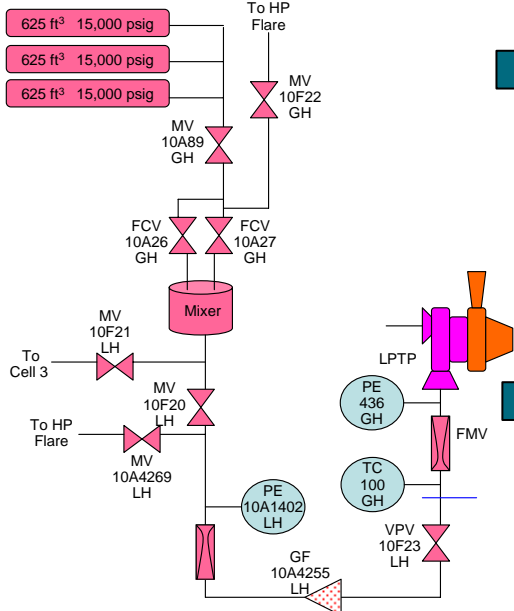 To HP
Flare
625 ft³ 15,000 psig
625 ft³ 15,000 psig
625 ft³ 15,000 psig
MV
10F22
GH
MV
10A89
GH
FCV
10A26
GH
FCV
10A27
GH
Mixer
MV
10F21
LH
To
Cell 3
MV
10F20
LH
To HP
Flare
MV
10A4269
LH
PE
10A1402
LH
GF
10A4255
LH
LPTP
PE
436
GH
FMV
TC
100
GH
VPV
10F23
LH